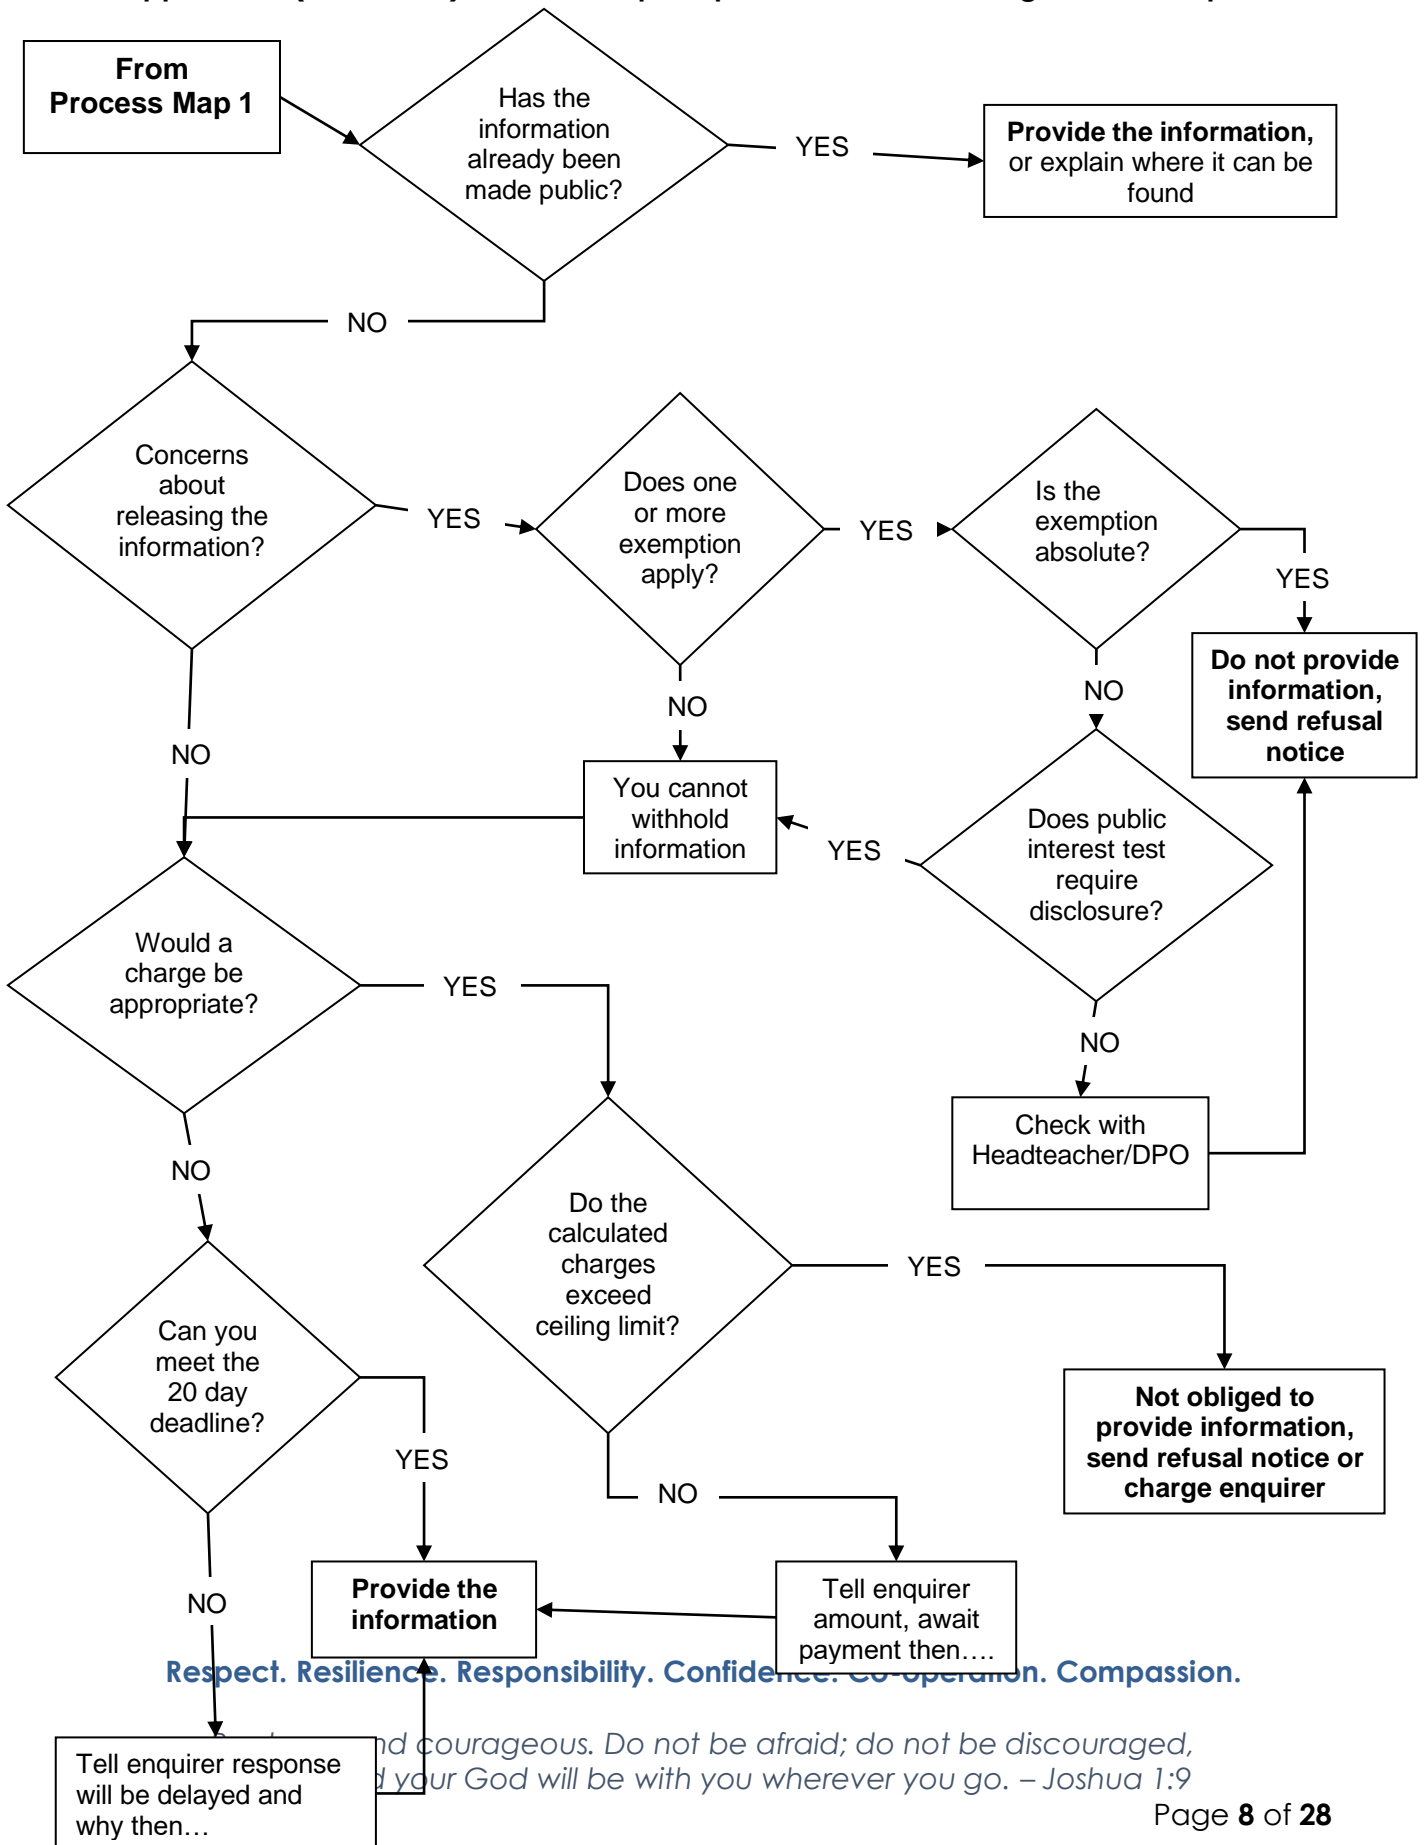 From
Process Map 1
Has the
information
already been
made public?
YES
Provide the information,
or explain where it can be
found
NO
Concerns
about
releasing the
information?
YES
Does one
or more
exemption
apply?
YES
Is the
exemption
absolute?
YES
Do not provide
information,
send refusal
notice
NO
NO
NO
You cannot
withhold
information
YES
Does public
interest test
require
disclosure?
Would a
charge be
appropriate?
YES
NO
Check with
Headteacher/DPO
NO
Do the
calculated
charges
exceed
ceiling limit?
YES
Can you
meet the
20 day
deadline?
YES
Not obliged to
provide information,
send refusal notice or
charge enquirer
NO
NO
Provide the
information
Tell enquirer
amount, await
payment then....
Respect. Resilience. Responsibility. Confidence. Co-operation. Compassion.
courageous. Do not be afraid; do not be discouraged,
your God will be with you wherever you go. – Joshua 1:9
Tell enquirer response
will be delayed and
why then…
Page 8 of 28